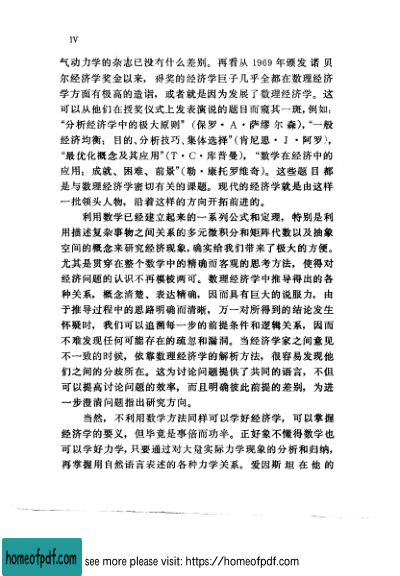 IV
气动力学的杂志已没有什么差别。再看从 1969 年颁发 诺 贝
尔经济学奖金以来，得奖的经济学巨子几乎全都在数理经济
学方面有极高的造诣，或者就是因为发展了数理经济学。这
可以从他们在授奖仪式上发表演说的题目而窥其一斑，例如：
“分析经济学中的极大原则”（保罗·A·萨缪 尔 森），“一般
经济均衡：目的、分析技巧、集体选择”（肯尼思·J·阿罗），
“最优化概念及其应用”（T·C·库普曼），“数学在经济中的
应用：成就、困难、前景”（勒·康托罗维奇）。这些题 目 都
是与数理经济学密切有关的课题。现代的经济学就是由这样
一批领头人物，沿着这样的方向开拓前进的。
利用数学已经建立起来的一系列公式和定理，特别是利
用描述复杂事物之间关系的多元微积分和矩阵代数以及抽象
空间的概念来研究经济现象，确实给我们带来了极大的方便。
尤其是贯穿在整个数学中的精确而客观的思考方法，使得对
经济问题的认识不再模棱两可。数理经济学中推导得出的各
种关系，概念清楚、表达精确，因而具有巨大的说服力。由
于推导过程中的思路明确而清晰，万一对所得到的结论发生
怀疑时，我们可以追溯每一步的前提条件和逻辑关系，因而
不难发现任何可能存在的疏忽和漏洞。当经济学家之间意见
不一致的时候，依靠数理经济学的解析方法，很容易发现他
们之间的分歧所在。这为讨论问题提供了共同的语言，不但
可以提高讨论问题的效率，而且明确彼此前提的差别，为进
一步澄清问题指出研究方向。
当然，不利用数学方法同样可以学好经济学，可以掌握
经济学的要义，但毕竟是事倍而功半。正好象不懂得数学也
可以学好力学，只要通过对大量实际力学现象的分析和归纳，
再掌握用自然语言表述的各种力学关系。爱因斯 坦 在 他 的
homeofpdf.com
see more please visit: https://homeofpdf.com